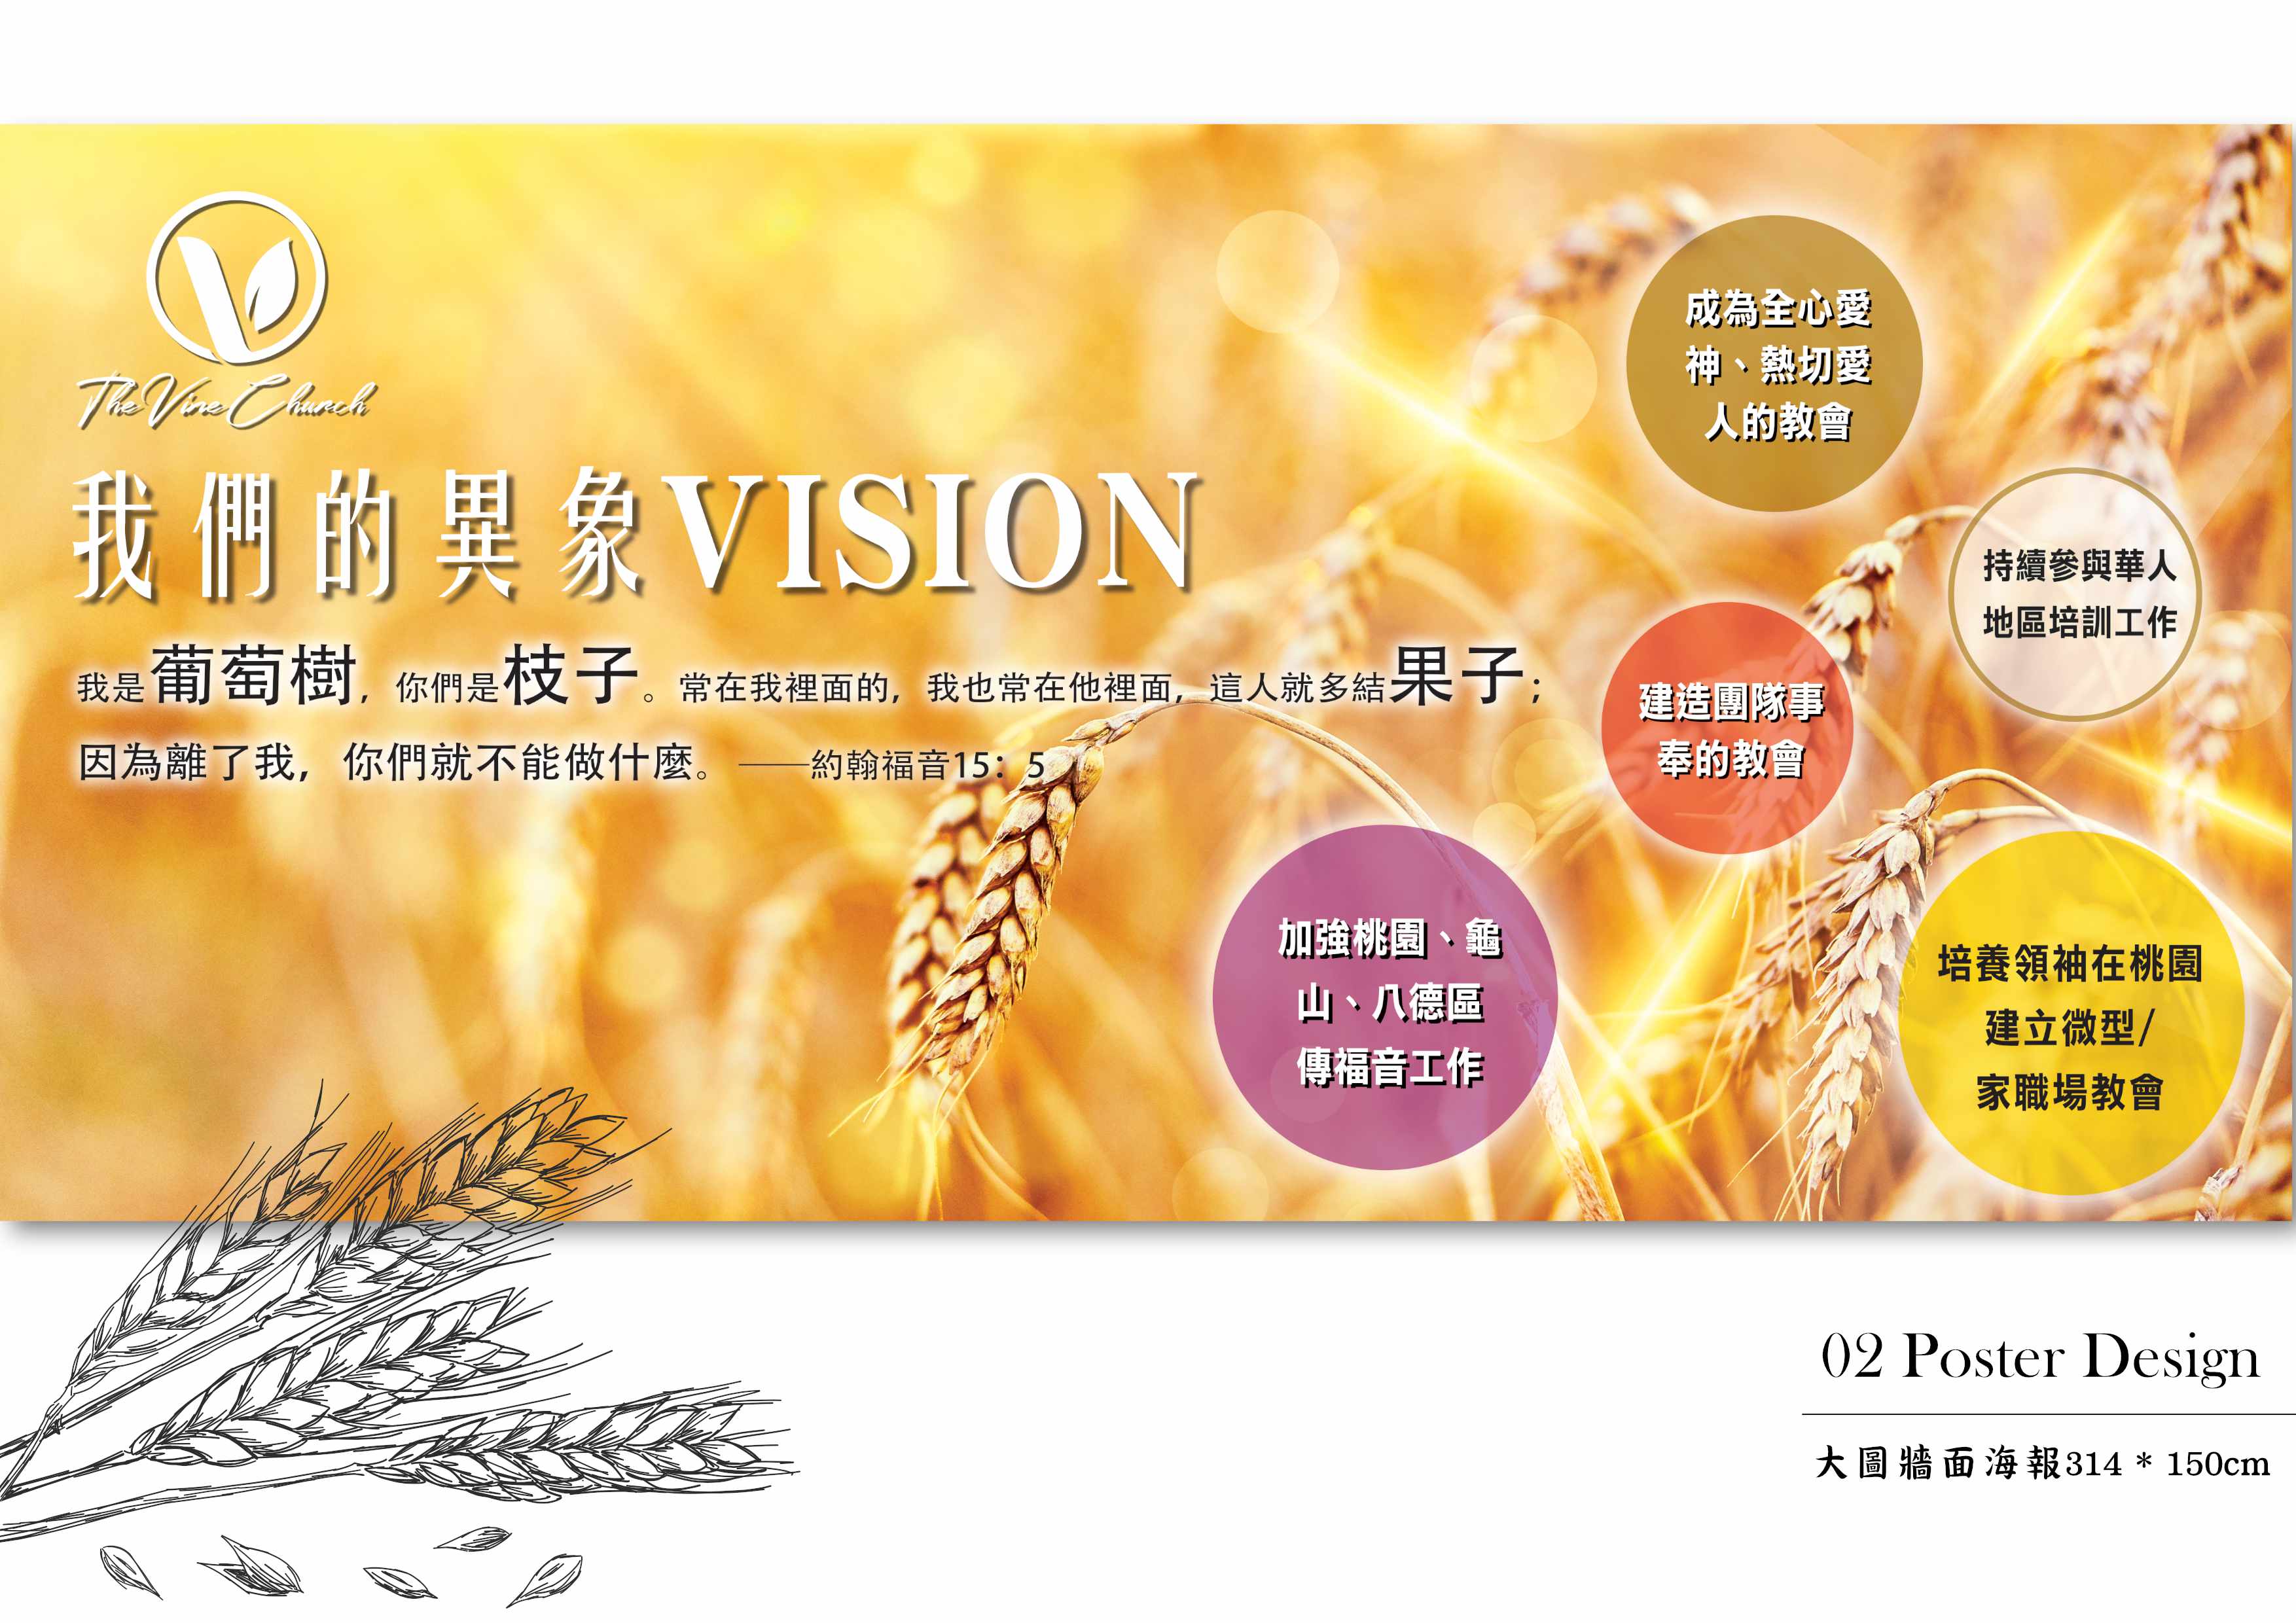 The Vine Church
我們的異象VISION
我是葡萄樹，你們是枝子。常在我裡面的，我也常在他裡面，這人就多結果子；
因為離了我，你們就不能做什麼。——約翰福音15：5
成為全心愛
神、熱切愛
人的教會
持續參與華人
地區培訓工作
建造團隊事
奉的教會
加強桃園、龜
山、八德區
傳福音工作
培養領袖在桃園
建立微型/
家職場教會
02 Poster Design
大圖牆面海報314 * 150cm